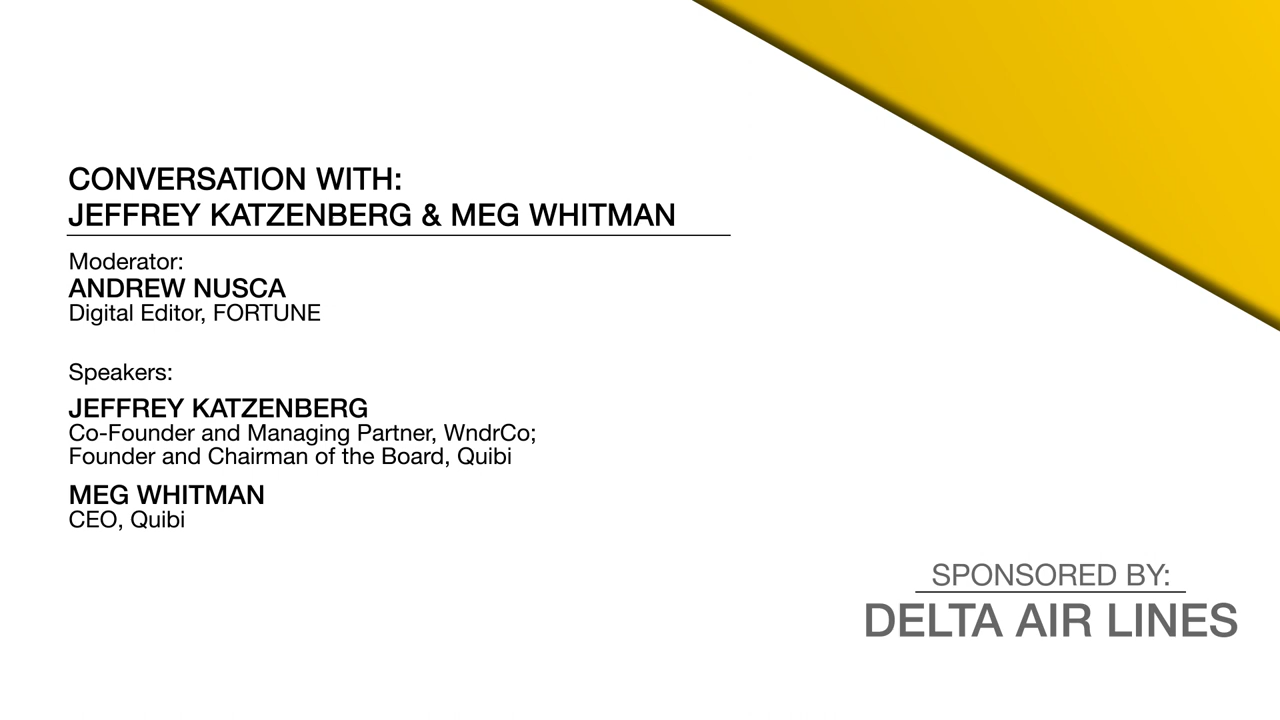 CONVERSATION WITH:
JEFFREY KATZENBERG & MEG WHITMAN
Moderator:
ANDREW NUSCA
Digital Editor, FORTUNE
Speakers:
JEFFREY KATZENBERG
Co-Founder and Managing Partner, WndrCo;
Founder and Chairman of the Board, Quibi
MEG WHITMAN
CEO, Quibi
SPONSORED BY:
DELTA AIR LINES